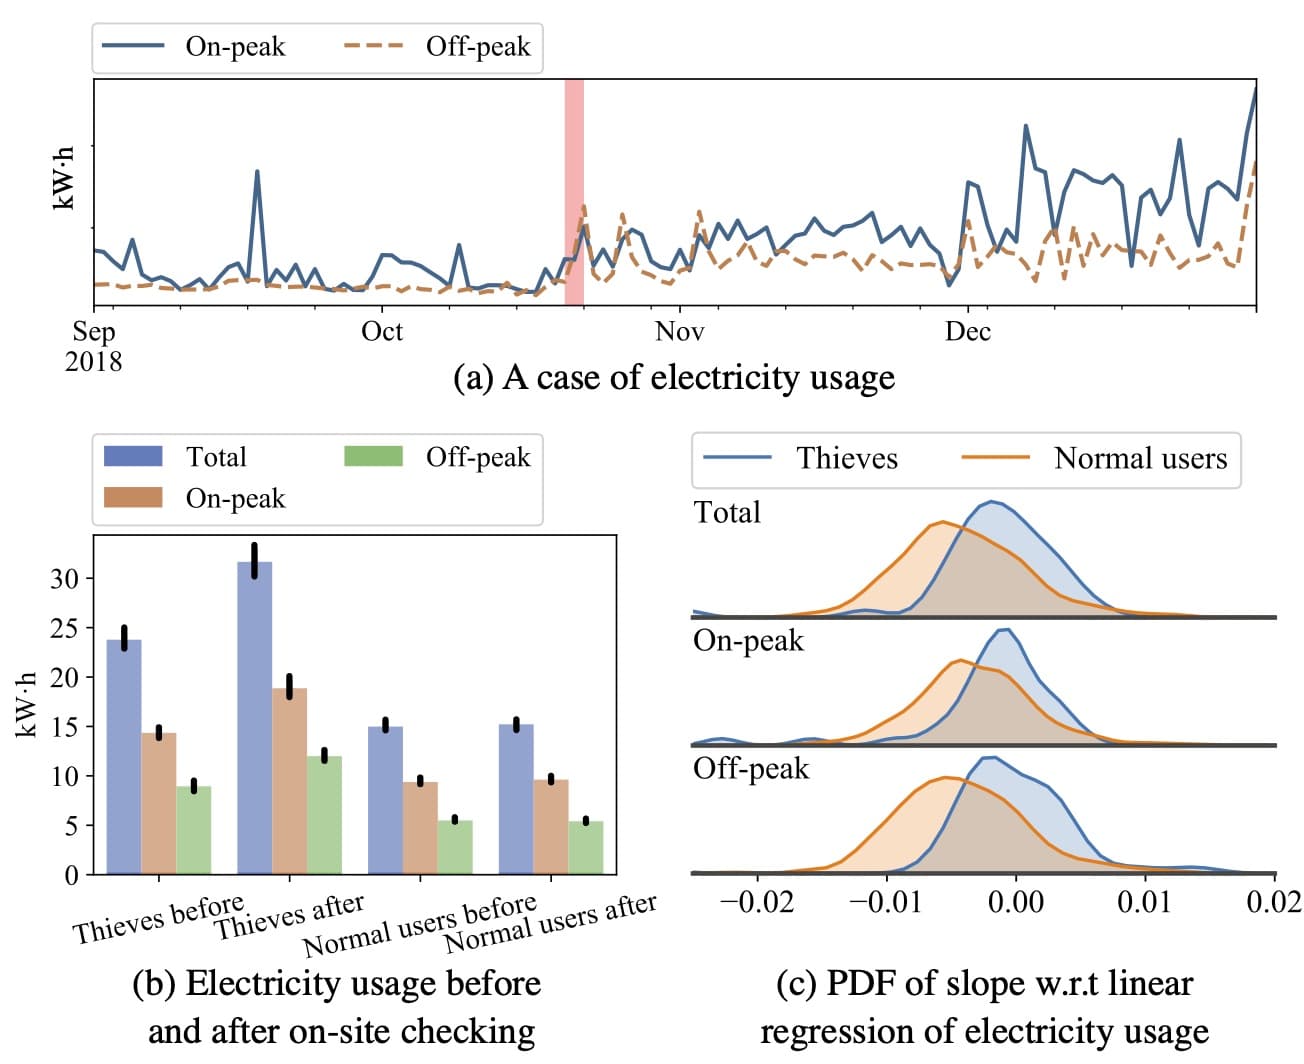 On-peak Off-peak
kW·h
Sep Oct Nov Dec
2018
(a) A case of electricity usage
Total Off-peak
On-peak
kW·h
30
25
20
15
10
5
0
Thieves before Thieves after Normal users before Normal users after
(b) Electricity usage before
and after on-site checking
Thieves Normal users
Total
On-peak
Off-peak
−0.02 −0.01 0.00 0.01 0.02
(c) PDF of slope w.r.t linear
regression of electricity usage